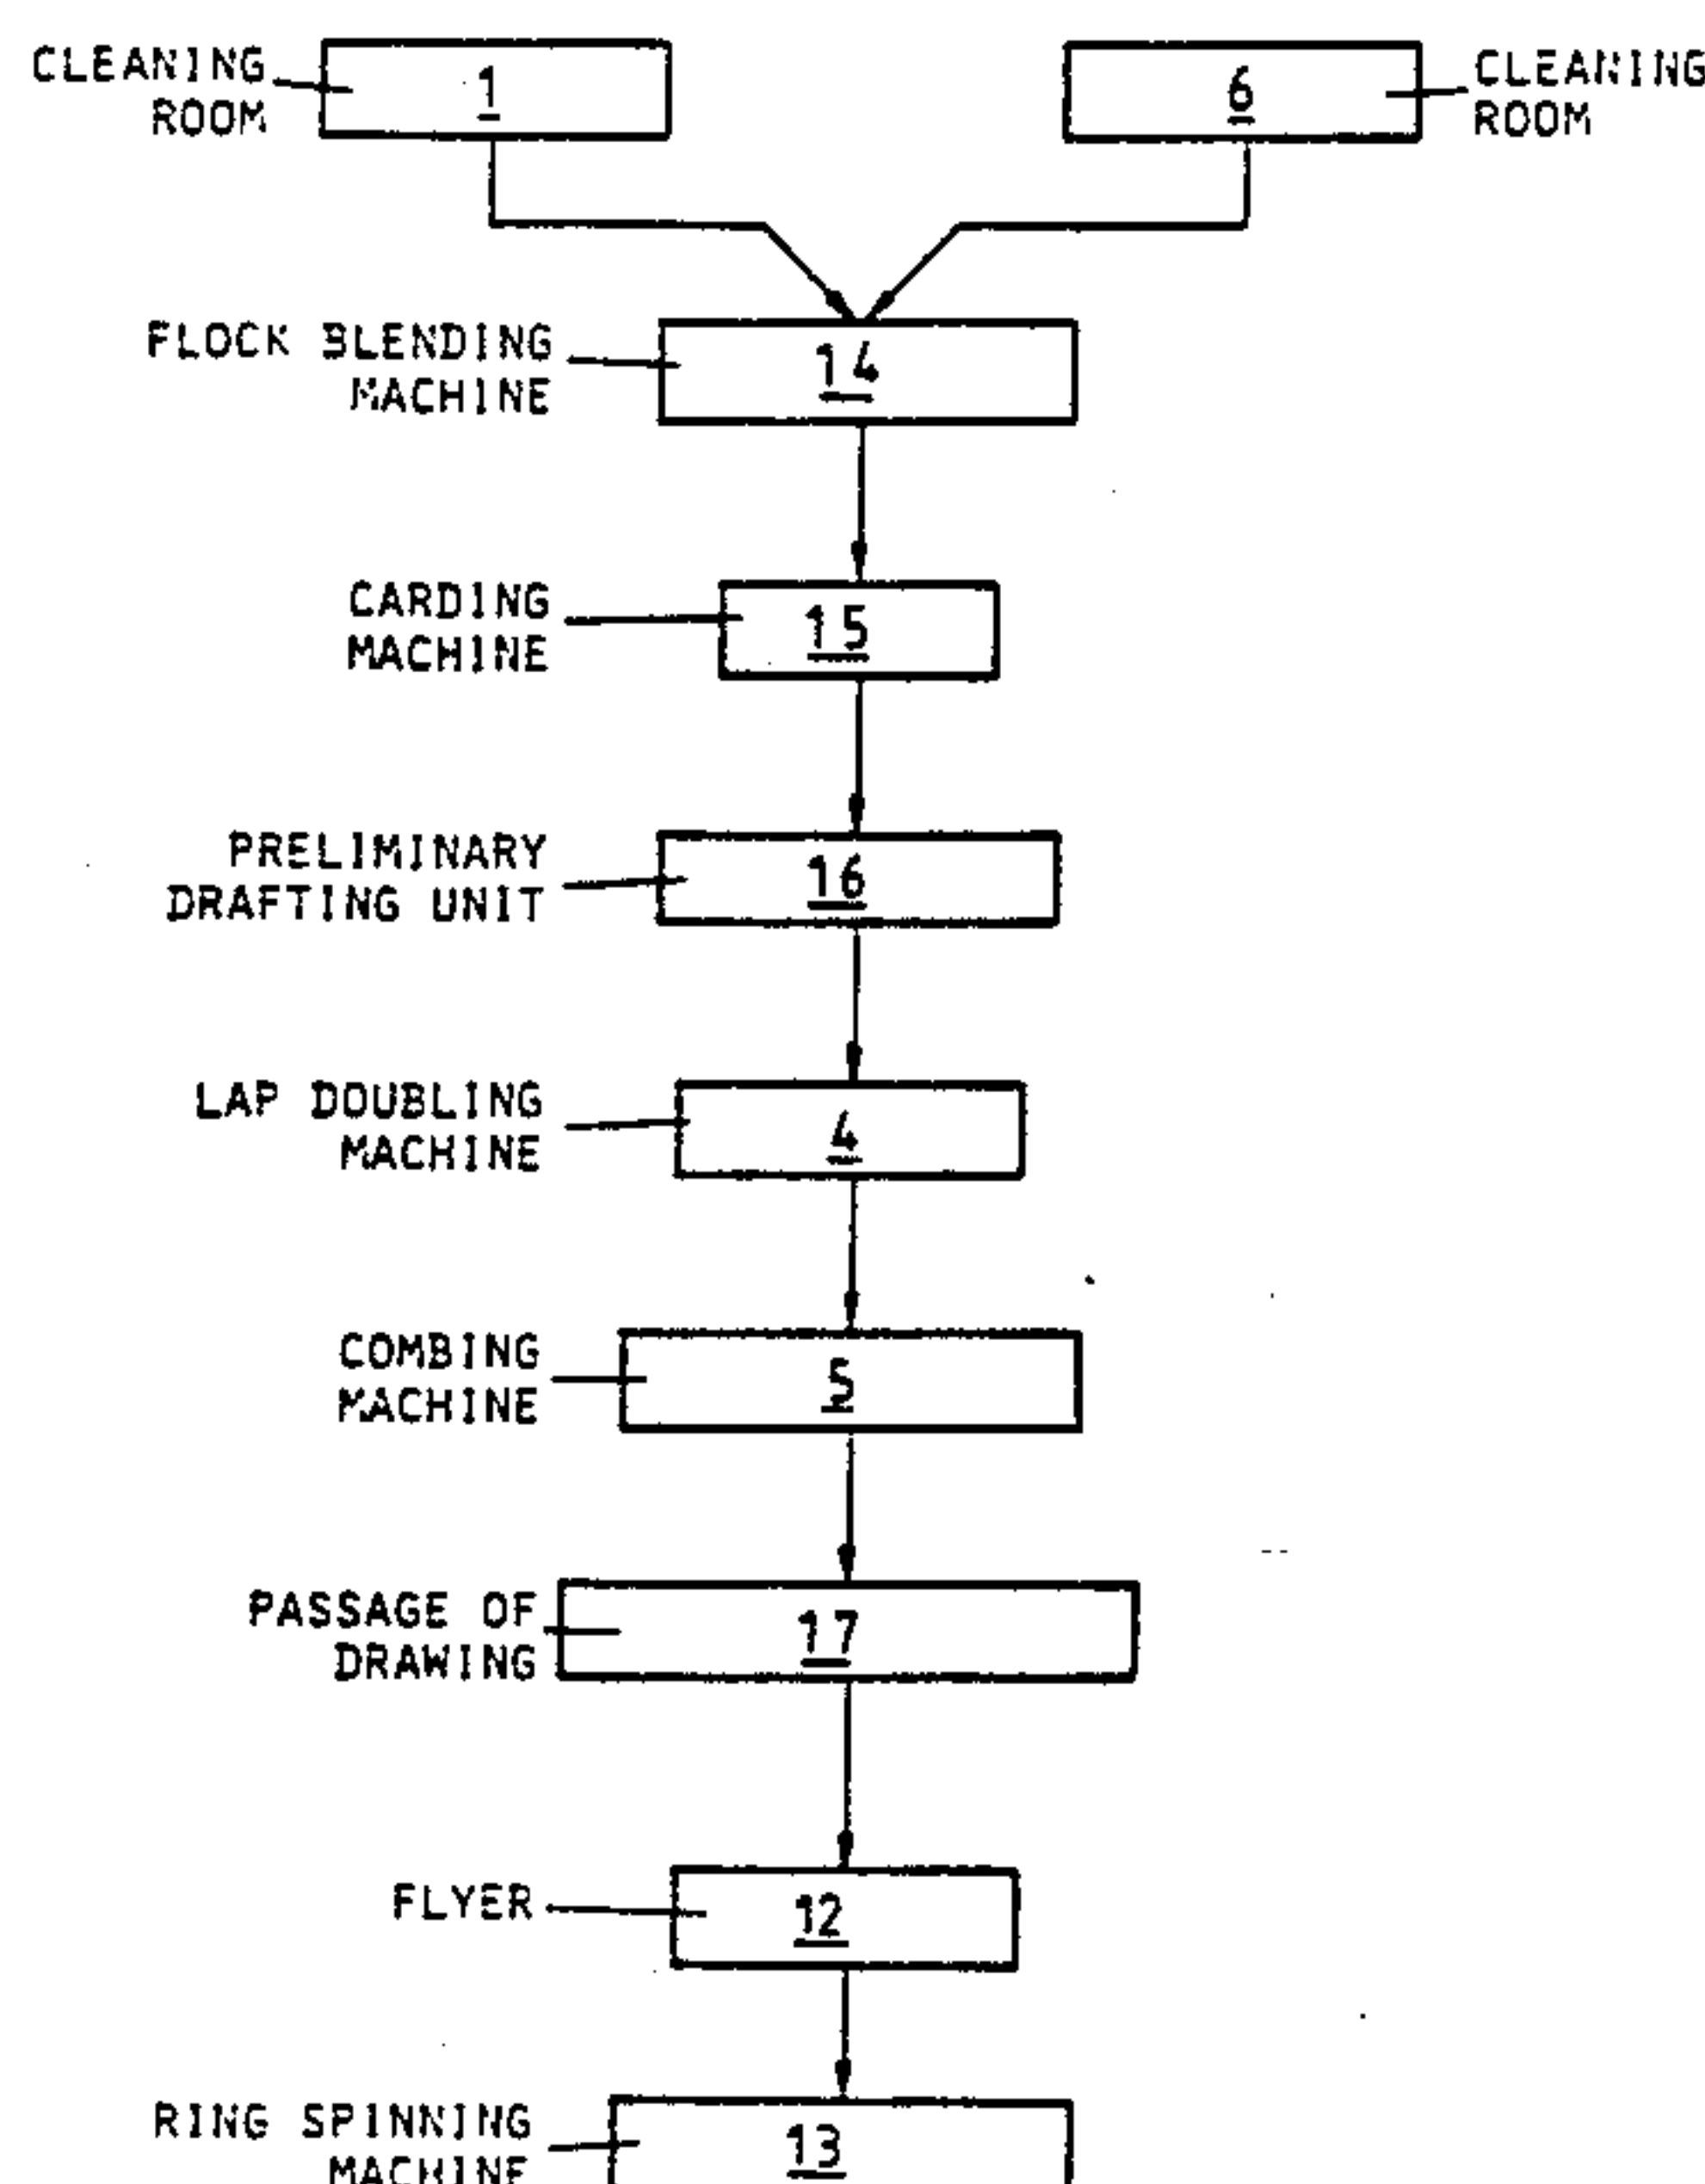 CLEANING
ROOM
1
6
CLEANING
ROOM
FLOCK BLENDING
MACHINE
14
CARDING
MACHINE
15
PRELIMINARY
DRAFTING UNIT
16
LAP DOUBLING
MACHINE
4
COMBING
MACHINE
5
PASSAGE OF
DRAWING
17
FLYER
12
RING SPINNING
MACHINE
13